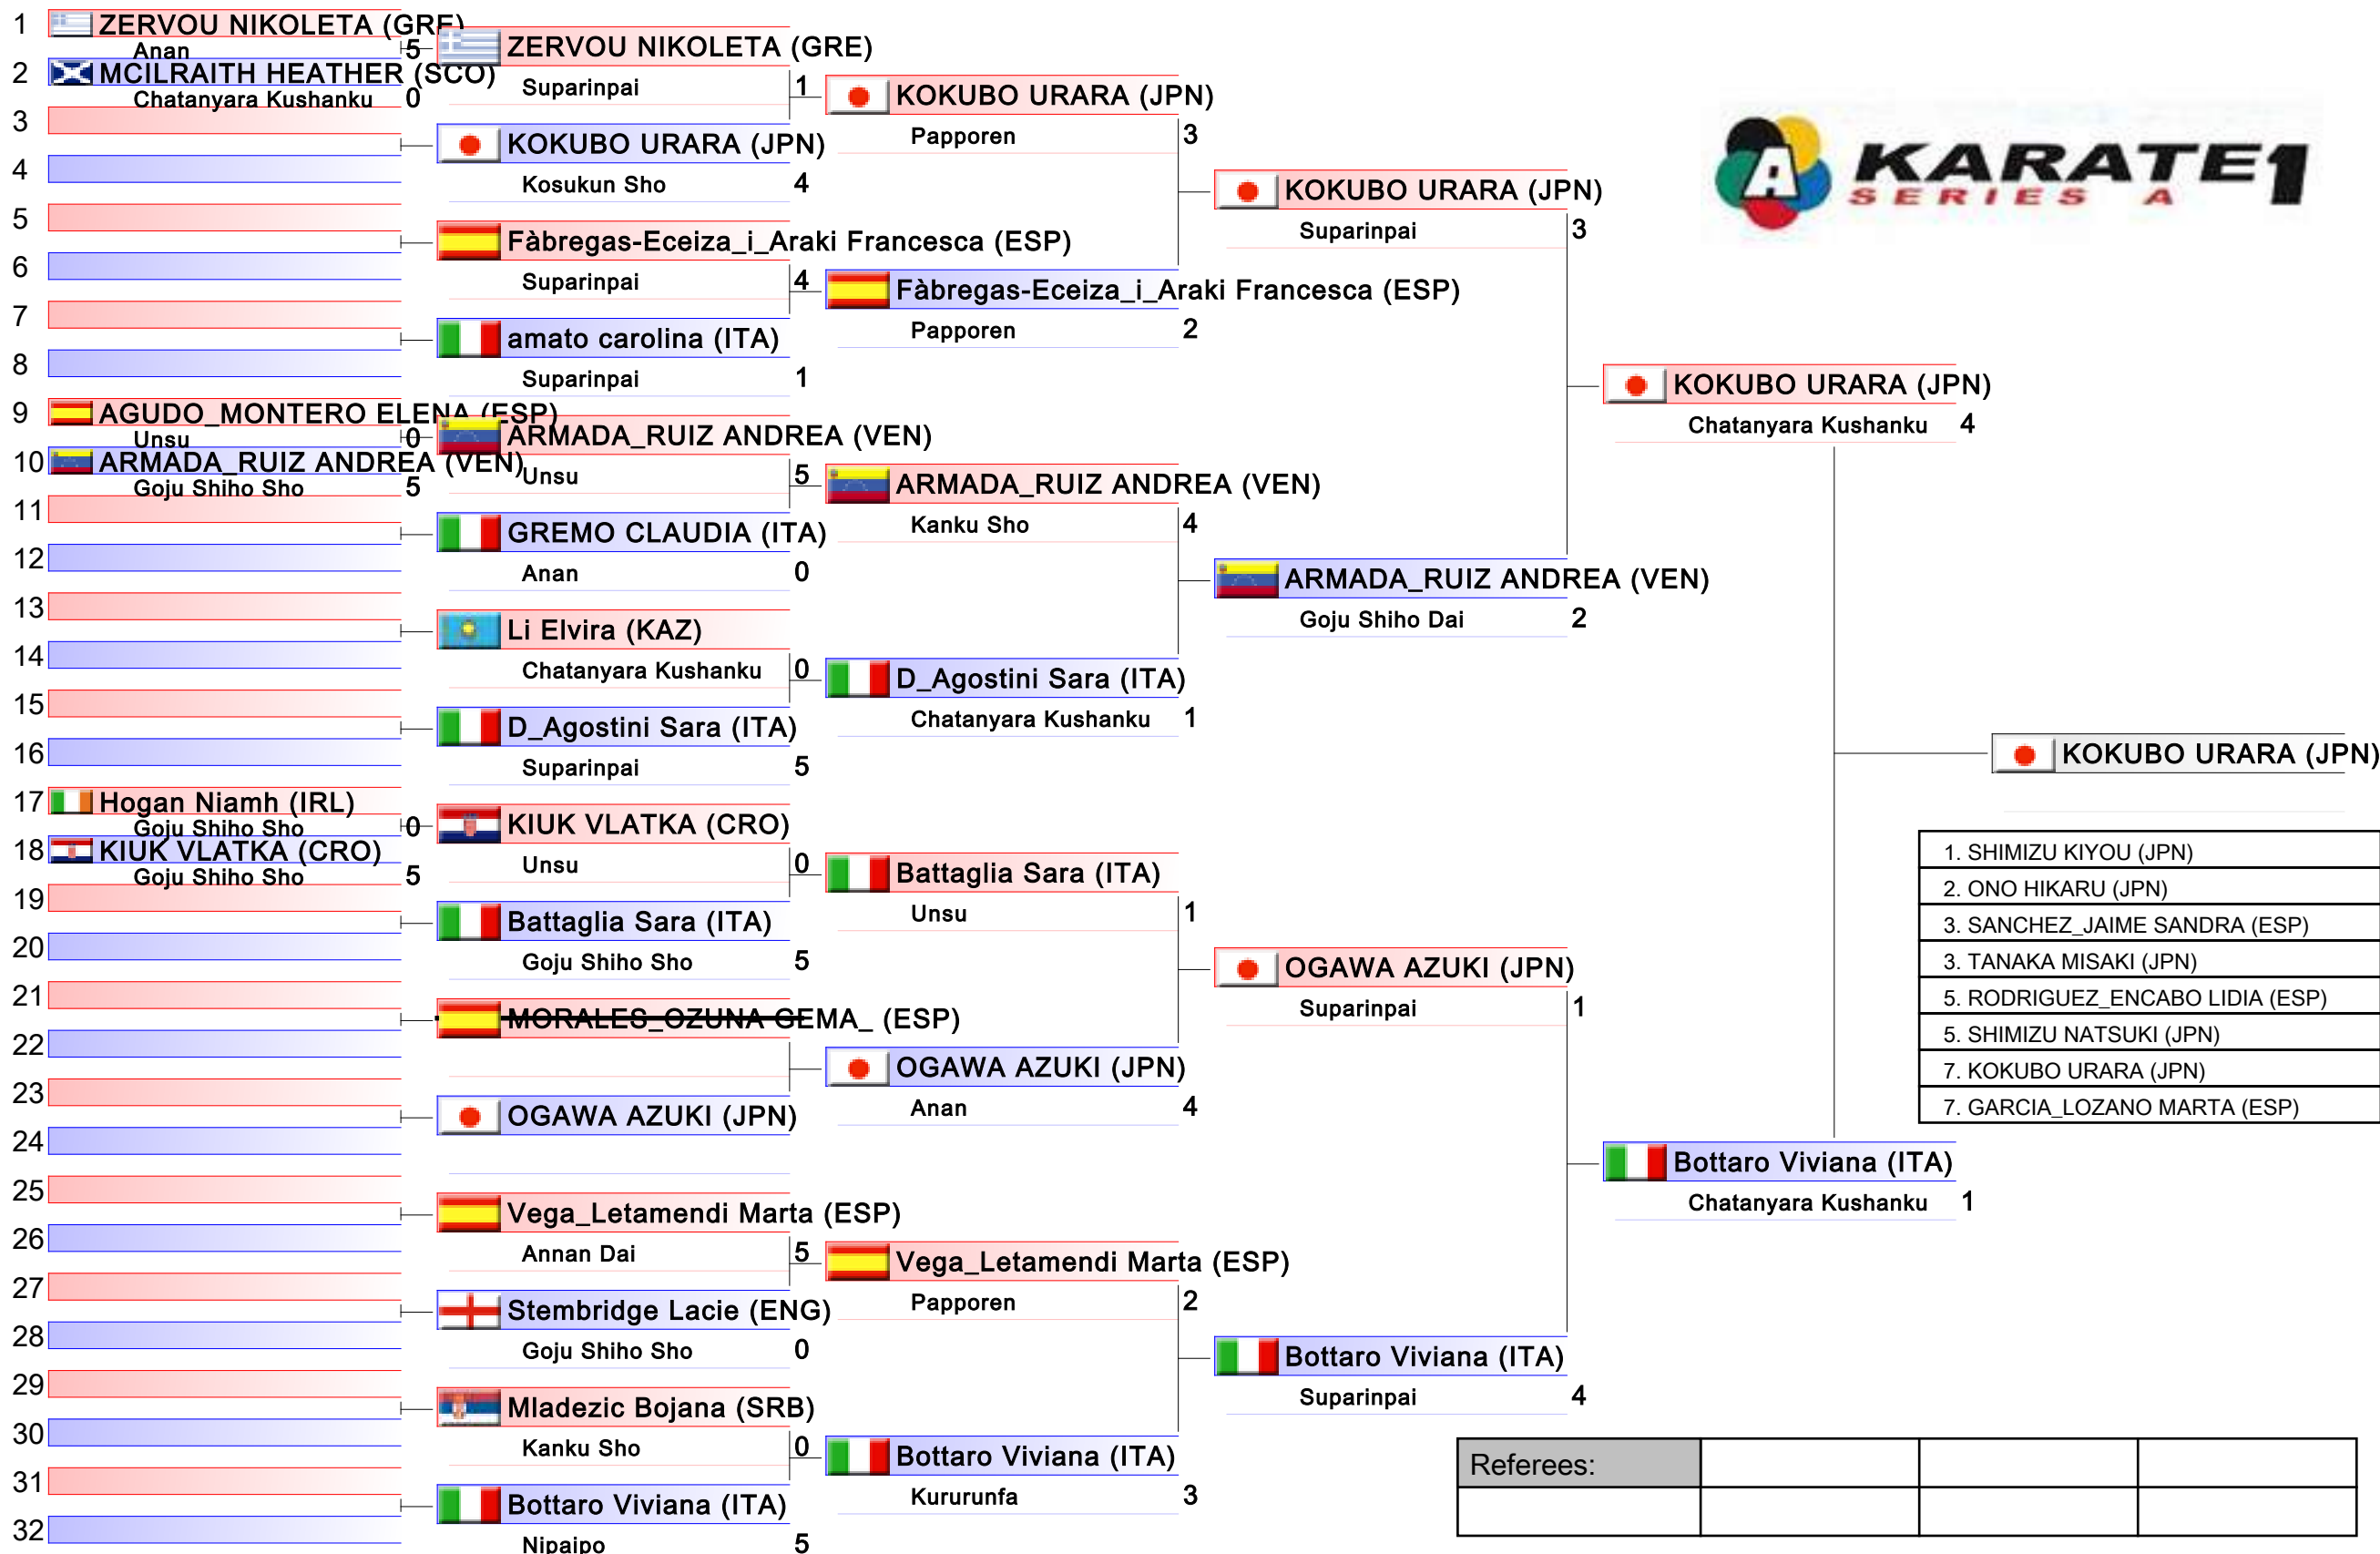 1 ZERVOU NIKOLETA (GRE)
Anan 5
2 MCILRAITH HEATHER (SCO)
Chatanyara Kushanku 0
3
4
5
6
7
8
9 AGUDO_MONTERO ELENA (ESP)
Unsu 0
10 ARMADA_RUIZ ANDREA (VEN)
Goju Shiho Sho 5
11
12
13
14
15
16
17 Hogan Niamh (IRL)
Goju Shiho Sho 0
18 KIUK VLATKA (CRO)
Goju Shiho Sho 5
19
20
21
22
23
24
25
26
27
28
29
30
31
32
ZERVOU NIKOLETA (GRE)
Suparinpai 1
KOKUBO URARA (JPN)
Kosukun Sho 4
Fàbregas-Eceiza_i_Araki Francesca (ESP)
Suparinpai 4
amato carolina (ITA)
Suparinpai 1
ARMADA_RUIZ ANDREA (VEN)
Unsu 5
GREMO CLAUDIA (ITA)
Anan 0
Li Elvira (KAZ)
Chatanyara Kushanku 0
D_Agostini Sara (ITA)
Suparinpai 5
KIUK VLATKA (CRO)
Unsu 0
Battaglia Sara (ITA)
Goju Shiho Sho 5
MORALES_OZUNA GEMA_ (ESP)
OGAWA AZUKI (JPN)
Vega_Letamendi Marta (ESP)
Annan Dai 5
Stembridge Lacie (ENG)
Goju Shiho Sho 0
Mladezic Bojana (SRB)
Kanku Sho 0
Bottaro Viviana (ITA)
Nipaipo 5
KOKUBO URARA (JPN)
Papporen 3
Fàbregas-Eceiza_i_Araki Francesca (ESP)
Papporen 2
ARMADA_RUIZ ANDREA (VEN)
Kanku Sho 4
D_Agostini Sara (ITA)
Chatanyara Kushanku 1
Battaglia Sara (ITA)
Unsu 1
OGAWA AZUKI (JPN)
Anan 4
Vega_Letamendi Marta (ESP)
Papporen 2
Bottaro Viviana (ITA)
Kururunfa 3
KOKUBO URARA (JPN)
Suparinpai 3
ARMADA_RUIZ ANDREA (VEN)
Goju Shiho Dai 2
OGAWA AZUKI (JPN)
Suparinpai 1
Bottaro Viviana (ITA)
Suparinpai 4
KOKUBO URARA (JPN)
Chatanyara Kushanku 4
Bottaro Viviana (ITA)
Chatanyara Kushanku 1
KOKUBO URARA (JPN)
A KARATE1
SERIES A
1. SHIMIZU KIYOU (JPN)
2. ONO HIKARU (JPN)
3. SANCHEZ_JAIME SANDRA (ESP)
3. TANAKA MISAKI (JPN)
5. RODRIGUEZ_ENCABO LIDIA (ESP)
5. SHIMIZU NATSUKI (JPN)
7. KOKUBO URARA (JPN)
7. GARCIA_LOZANO MARTA (ESP)
Referees: